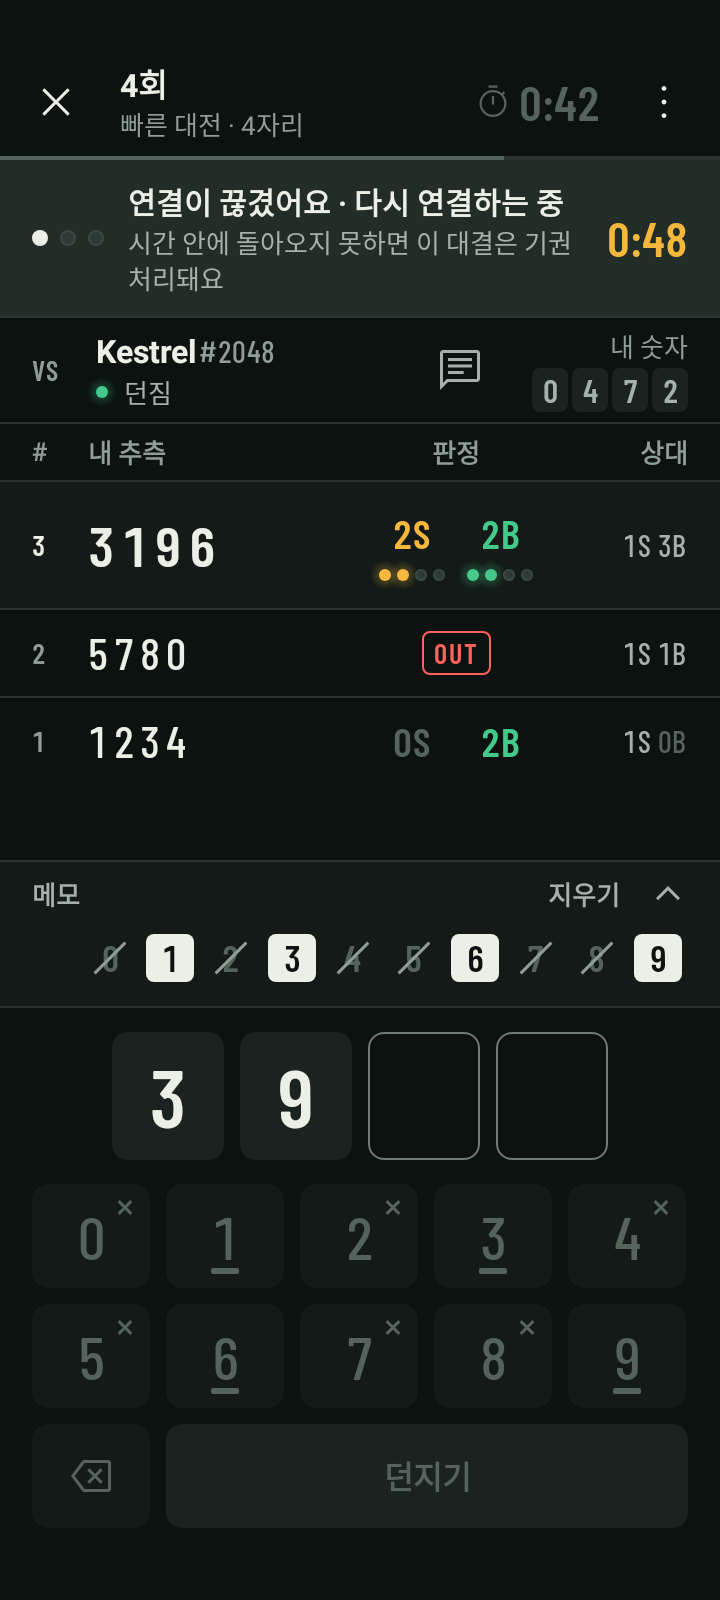 4회
빠른 대전 · 4자리
0:42
연결이 끊겼어요 · 다시 연결하는 중
시간 안에 돌아오지 못하면 이 대결은 기권
처리돼요
0:48
VS
Kestrel#2048
던짐
내 숫자
0 4 7 2
# 내 추측 판정 상대
3 3196 2S 2B 1S 3B
2 5780 OUT 1S 1B
1 1234 0S 2B 1S 0B
메모 지우기
0 1 2 3 4 5 6 7 8 9
3 9
0 1 2 3 4
5 6 7 8 9
던지기